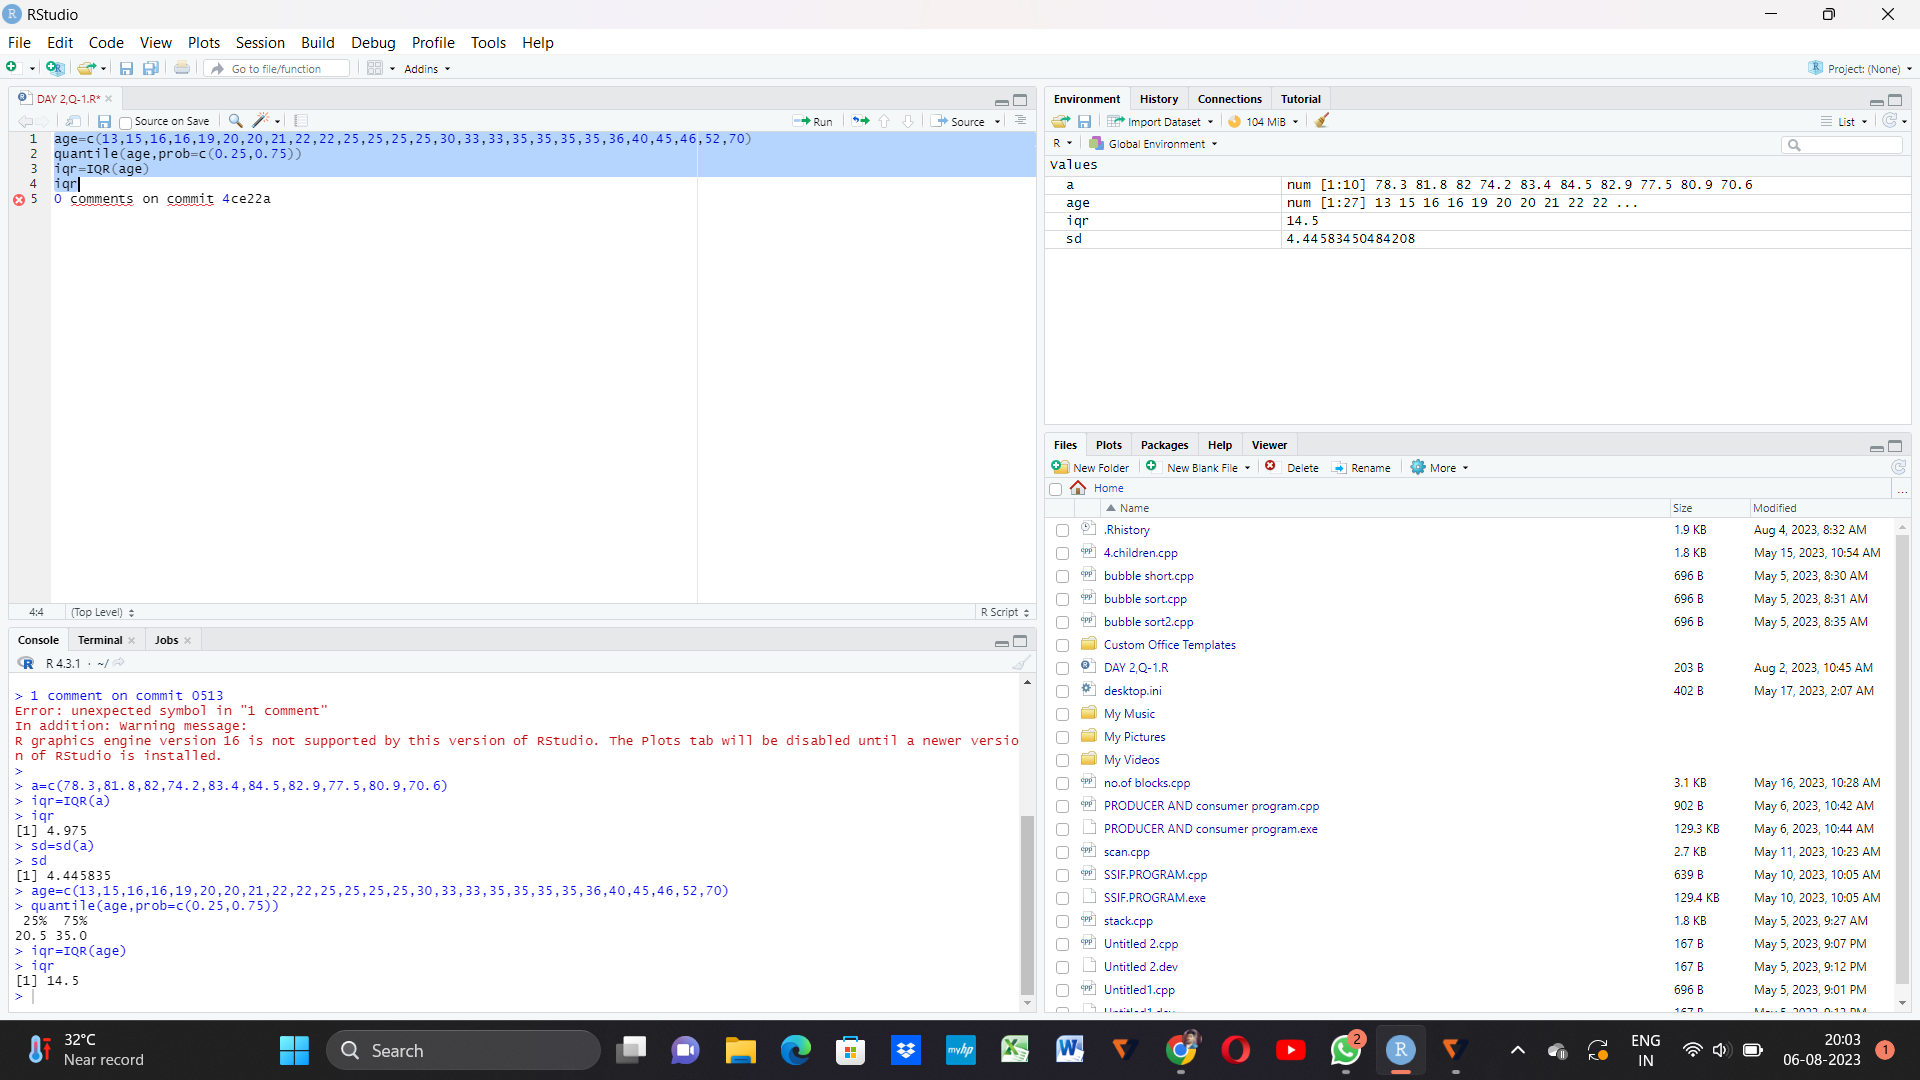 RStudio
File Edit Code View Plots Session Build Debug Profile Tools Help
Go to file/function Addins Project: (None)
DAY 2,Q-1.R*
Source on Save Run Source
1 age=c(13,15,16,16,19,20,20,21,22,22,25,25,25,25,30,33,33,35,35,35,35,36,40,45,46,52,70)
2 quantile(age,prob=c(0.25,0.75))
3 iqr=IQR(age)
4 iqr
5 0 comments on commit 4ce22a
4:4 (Top Level) R Script
Console Terminal Jobs
R 4.3.1 · ~/
> 1 comment on commit 0513
Error: unexpected symbol in "1 comment"
In addition: Warning message:
R graphics engine version 16 is not supported by this version of RStudio. The Plots tab will be disabled until a newer versio
n of RStudio is installed.
>
> a=c(78.3,81.8,82,74.2,83.4,84.5,82.9,77.5,80.9,70.6)
> iqr=IQR(a)
> iqr
[1] 4.975
> sd=sd(a)
> sd
[1] 4.445835
> age=c(13,15,16,16,19,20,20,21,22,22,25,25,25,25,30,33,33,35,35,35,35,36,40,45,46,52,70)
> quantile(age,prob=c(0.25,0.75))
25% 75%
20.5 35.0
> iqr=IQR(age)
> iqr
[1] 14.5
>
Environment History Connections Tutorial
Import Dataset 104 MiB List
R Global Environment
Values
a num [1:10] 78.3 81.8 82 74.2 83.4 84.5 82.9 77.5 80.9 70.6
age num [1:27] 13 15 16 16 19 20 20 21 22 22 ...
iqr 14.5
sd 4.44583450484208
Files Plots Packages Help Viewer
New Folder New Blank File Delete Rename More
Home ...
Name Size Modified
.Rhistory 1.9 KB Aug 4, 2023, 8:32 AM
4.children.cpp 1.8 KB May 15, 2023, 10:54 AM
bubble short.cpp 696 B May 5, 2023, 8:30 AM
bubble sort.cpp 696 B May 5, 2023, 8:31 AM
bubble sort2.cpp 696 B May 5, 2023, 8:35 AM
Custom Office Templates
DAY 2,Q-1.R 203 B Aug 2, 2023, 10:45 AM
desktop.ini 402 B May 17, 2023, 2:07 AM
My Music
My Pictures
My Videos
no.of blocks.cpp 3.1 KB May 16, 2023, 10:28 AM
PRODUCER AND consumer program.cpp 902 B May 6, 2023, 10:42 AM
PRODUCER AND consumer program.exe 129.3 KB May 6, 2023, 10:44 AM
scan.cpp 2.7 KB May 11, 2023, 10:23 AM
SSIF.PROGRAM.cpp 639 B May 10, 2023, 10:05 AM
SSIF.PROGRAM.exe 129.4 KB May 10, 2023, 10:05 AM
stack.cpp 1.8 KB May 5, 2023, 9:27 AM
Untitled 2.cpp 167 B May 5, 2023, 9:07 PM
Untitled 2.dev 167 B May 5, 2023, 9:12 PM
Untitled1.cpp 696 B May 5, 2023, 9:01 PM
32°C
Near record
Search
myhp
2
ENG
IN
20:03
06-08-2023
1